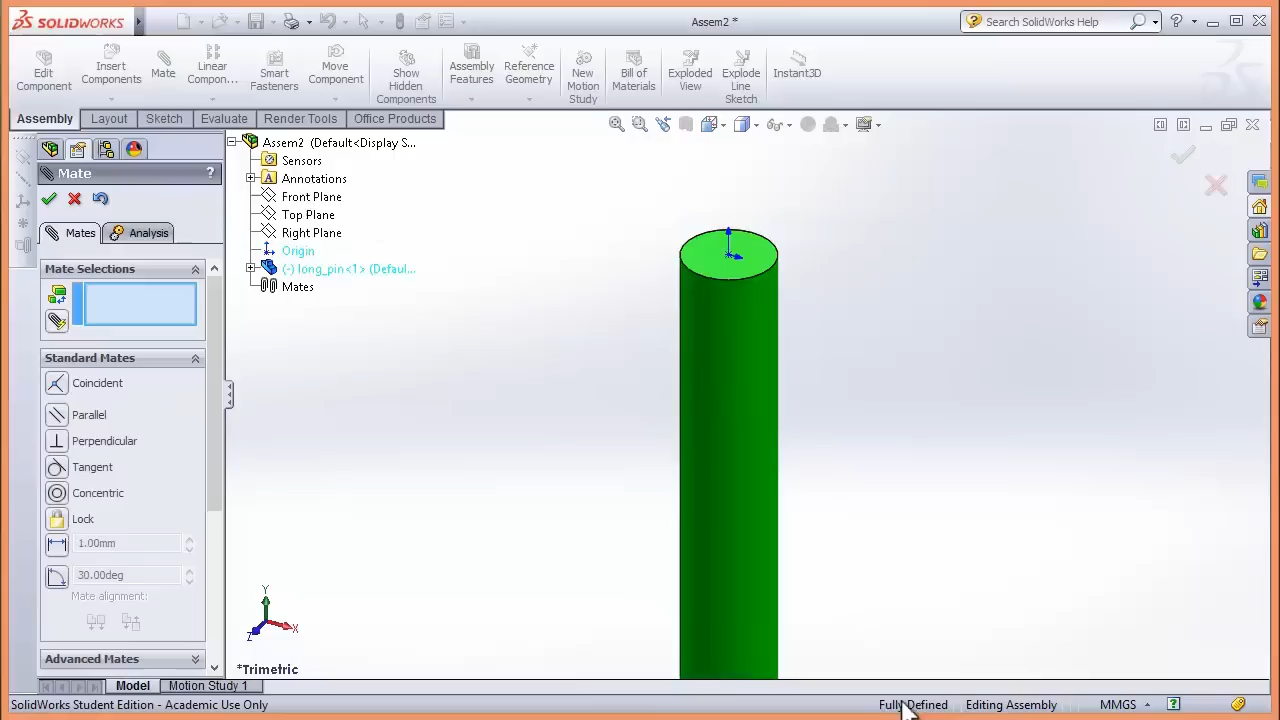 SOLIDWORKS
Assem2 *
Search SolidWorks Help
Edit Component
Insert Components
Mate
Linear Compon...
Smart Fasteners
Move Component
Show Hidden Components
Assembly Features
Reference Geometry
New Motion Study
Bill of Materials
Exploded View
Explode Line Sketch
Instant3D
Assembly Layout Sketch Evaluate Render Tools Office Products
Mate ?
Mates Analysis
Mate Selections
Standard Mates
Coincident
Parallel
Perpendicular
Tangent
Concentric
Lock
1.00mm
30.00deg
Mate alignment:
Advanced Mates
Assem2 (Default<Display S...
Sensors
Annotations
Front Plane
Top Plane
Right Plane
Origin
(-) long_pin<1> (Defaul...
Mates
Y
X
Z
*Trimetric
Model Motion Study 1
SolidWorks Student Edition - Academic Use Only
Fully Defined Editing Assembly MMGS ?